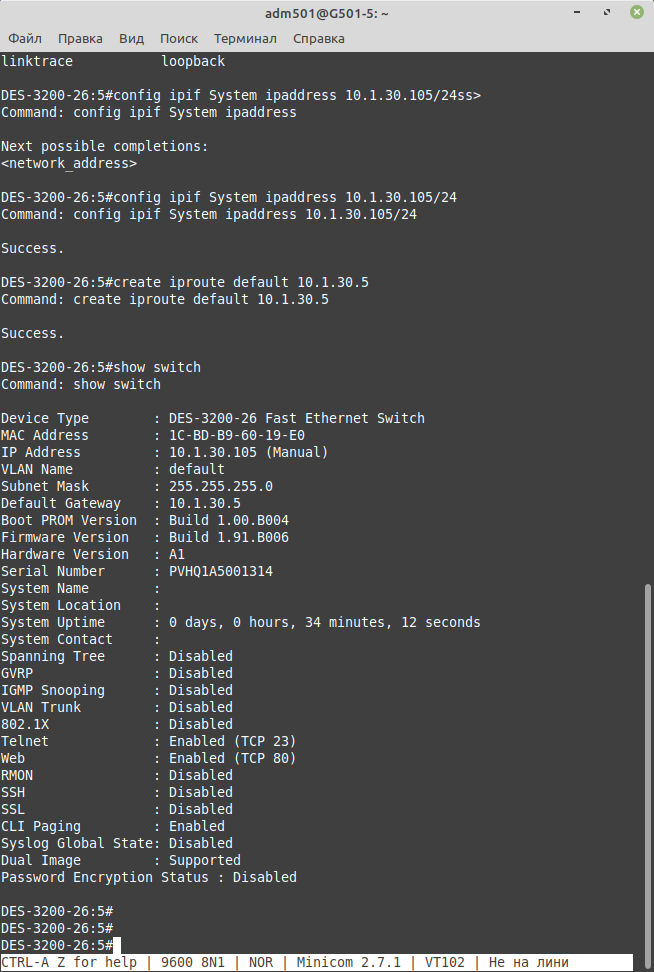 adm501@G501-5: ~
Файл Правка Вид Поиск Терминал Справка
linktrace loopback
DES-3200-26:5#config ipif System ipaddress 10.1.30.105/24ss>
Command: config ipif System ipaddress
Next possible completions:
<network_address>
DES-3200-26:5#config ipif System ipaddress 10.1.30.105/24
Command: config ipif System ipaddress 10.1.30.105/24
Success.
DES-3200-26:5#create iproute default 10.1.30.5
Command: create iproute default 10.1.30.5
Success.
DES-3200-26:5#show switch
Command: show switch
Device Type : DES-3200-26 Fast Ethernet Switch
MAC Address : 1C-BD-B9-60-19-E0
IP Address : 10.1.30.105 (Manual)
VLAN Name : default
Subnet Mask : 255.255.255.0
Default Gateway : 10.1.30.5
Boot PROM Version : Build 1.00.B004
Firmware Version : Build 1.91.B006
Hardware Version : A1
Serial Number : PVHQ1A5001314
System Name :
System Location :
System Uptime : 0 days, 0 hours, 34 minutes, 12 seconds
System Contact :
Spanning Tree : Disabled
GVRP : Disabled
IGMP Snooping : Disabled
VLAN Trunk : Disabled
802.1X : Disabled
Telnet : Enabled (TCP 23)
Web : Enabled (TCP 80)
RMON : Disabled
SSH : Disabled
SSL : Disabled
CLI Paging : Enabled
Syslog Global State: Disabled
Dual Image : Supported
Password Encryption Status : Disabled
DES-3200-26:5#
DES-3200-26:5#
DES-3200-26:5#
CTRL-A Z for help | 9600 8N1 | NOR | Minicom 2.7.1 | VT102 | Не на лини